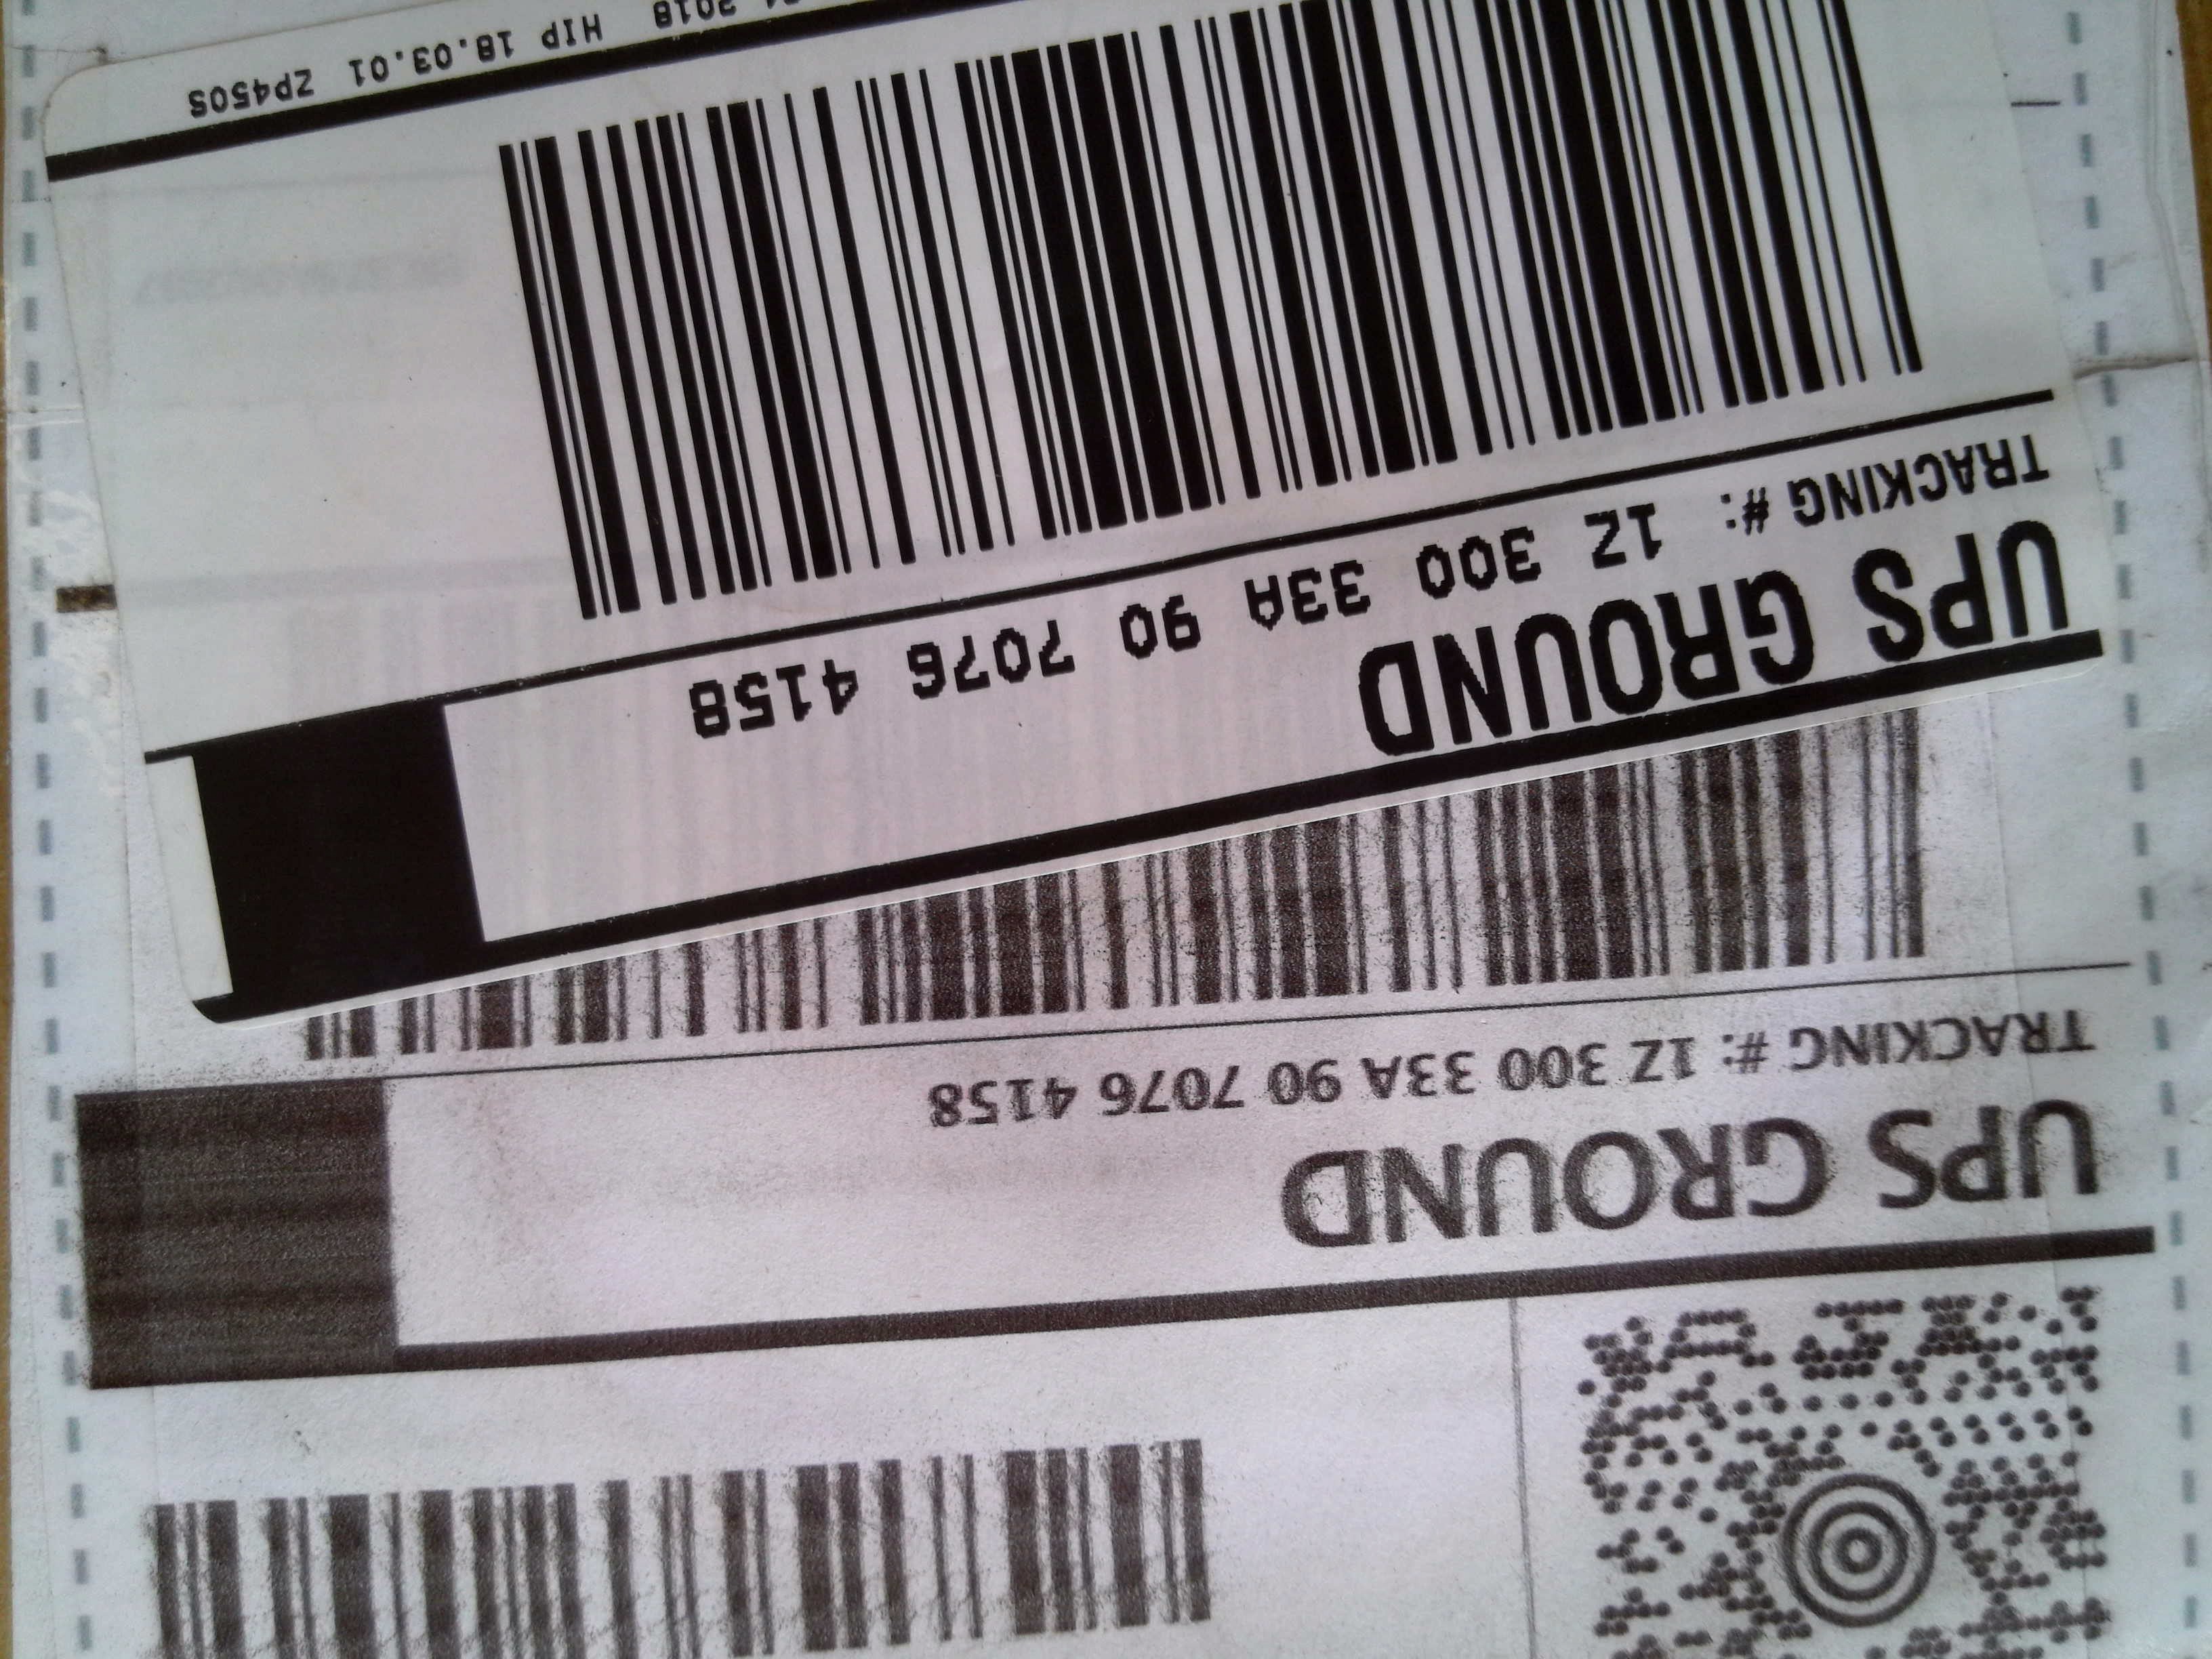 UPS GROUND
TRACKING #: 1Z 300 33A 90 7076 4158
UPS GROUND
TRACKING #: 1Z 300 33A 90 7076 4158
2018 HIP 18.03.01 ZP450S